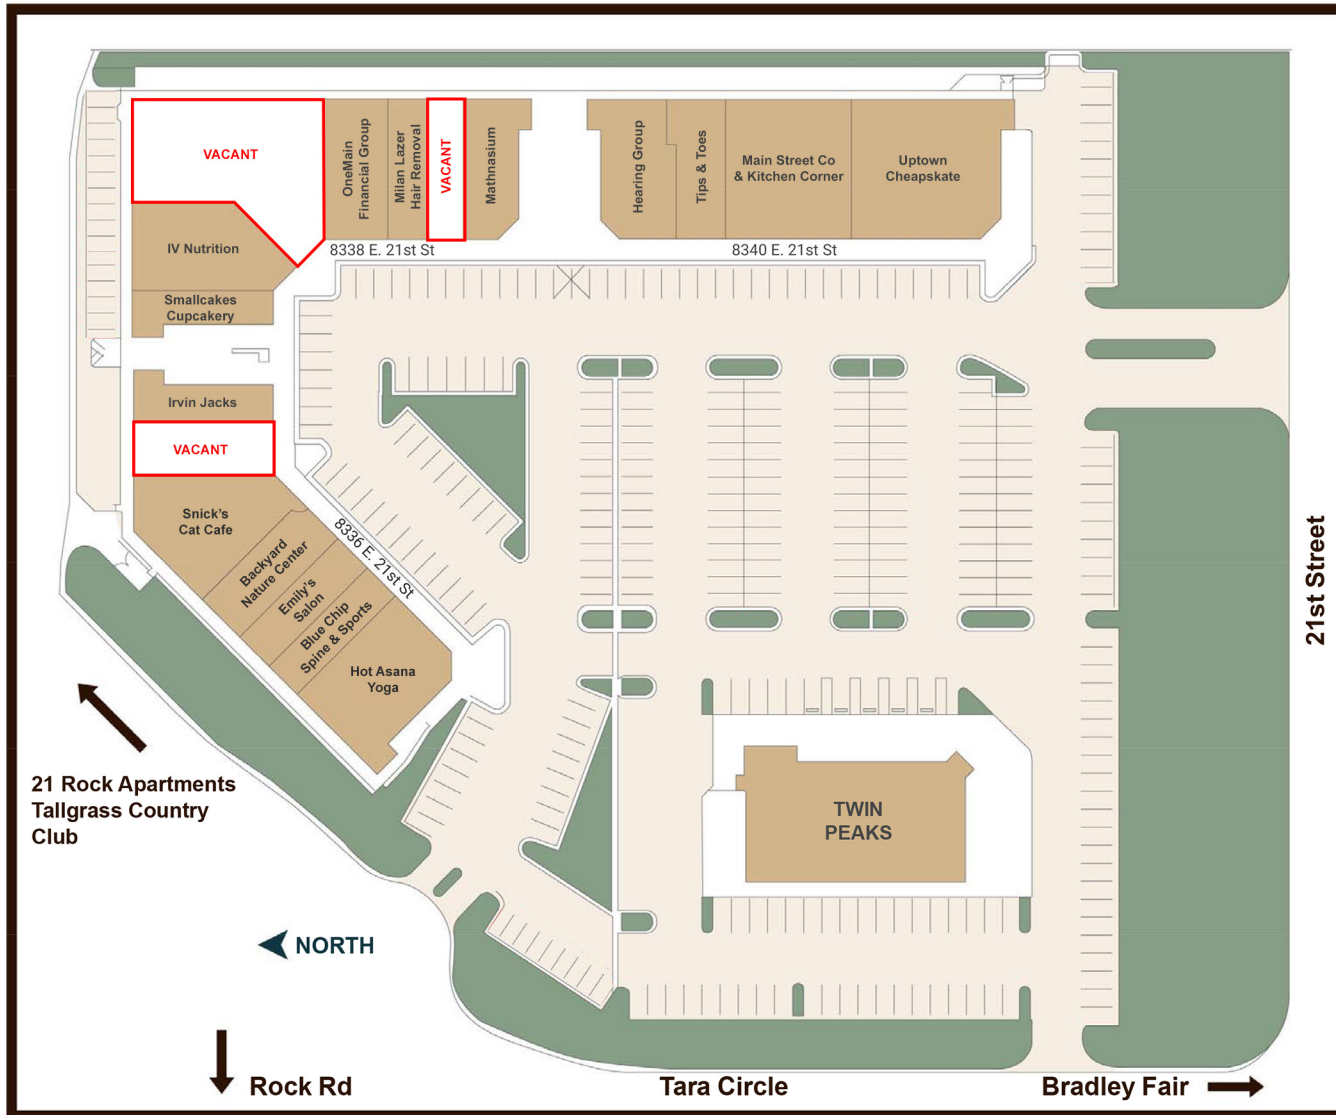 VACANT
OneMain
Financial Group
Milan Lazer
Hair Removal
VACANT
Mathnasium
Hearing Group
Tips & Toes
Main Street Co
& Kitchen Corner
Uptown
Cheapskate
IV Nutrition
8338 E. 21st St
8340 E. 21st St
Smallcakes
Cupcakery
Irvin Jacks
VACANT
Snick's
Cat Cafe
Backyard
Nature Center
8336 E. 21st St
Emily's
Salon
Blue Chip
Spine & Sports
Hot Asana
Yoga
21st Street
21 Rock Apartments
Tallgrass Country
Club
TWIN
PEAKS
NORTH
Rock Rd
Tara Circle
Bradley Fair